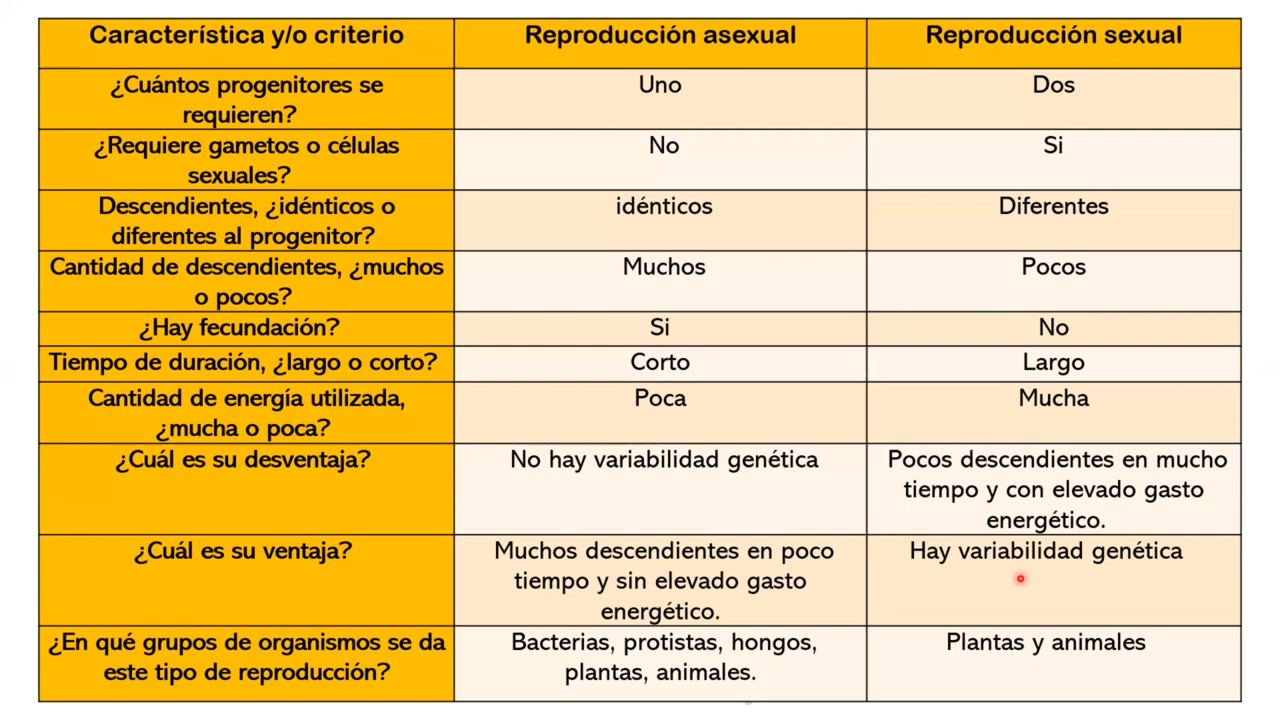 Característica y/o criterio Reproducción asexual Reproducción sexual
¿Cuántos progenitores se Uno Dos
requieren?
¿Requiere gametos o células No Si
sexuales?
Descendientes, ¿idénticos o idénticos Diferentes
diferentes al progenitor?
Cantidad de descendientes, ¿muchos Muchos Pocos
o pocos?
¿Hay fecundación? Si No
Tiempo de duración, ¿largo o corto? Corto Largo
Cantidad de energía utilizada, Poca Mucha
¿mucha o poca?
¿Cuál es su desventaja? No hay variabilidad genética Pocos descendientes en mucho
tiempo y con elevado gasto
energético.
¿Cuál es su ventaja? Muchos descendientes en poco Hay variabilidad genética
tiempo y sin elevado gasto
energético.
¿En qué grupos de organismos se da Bacterias, protistas, hongos, Plantas y animales
este tipo de reproducción? plantas, animales.